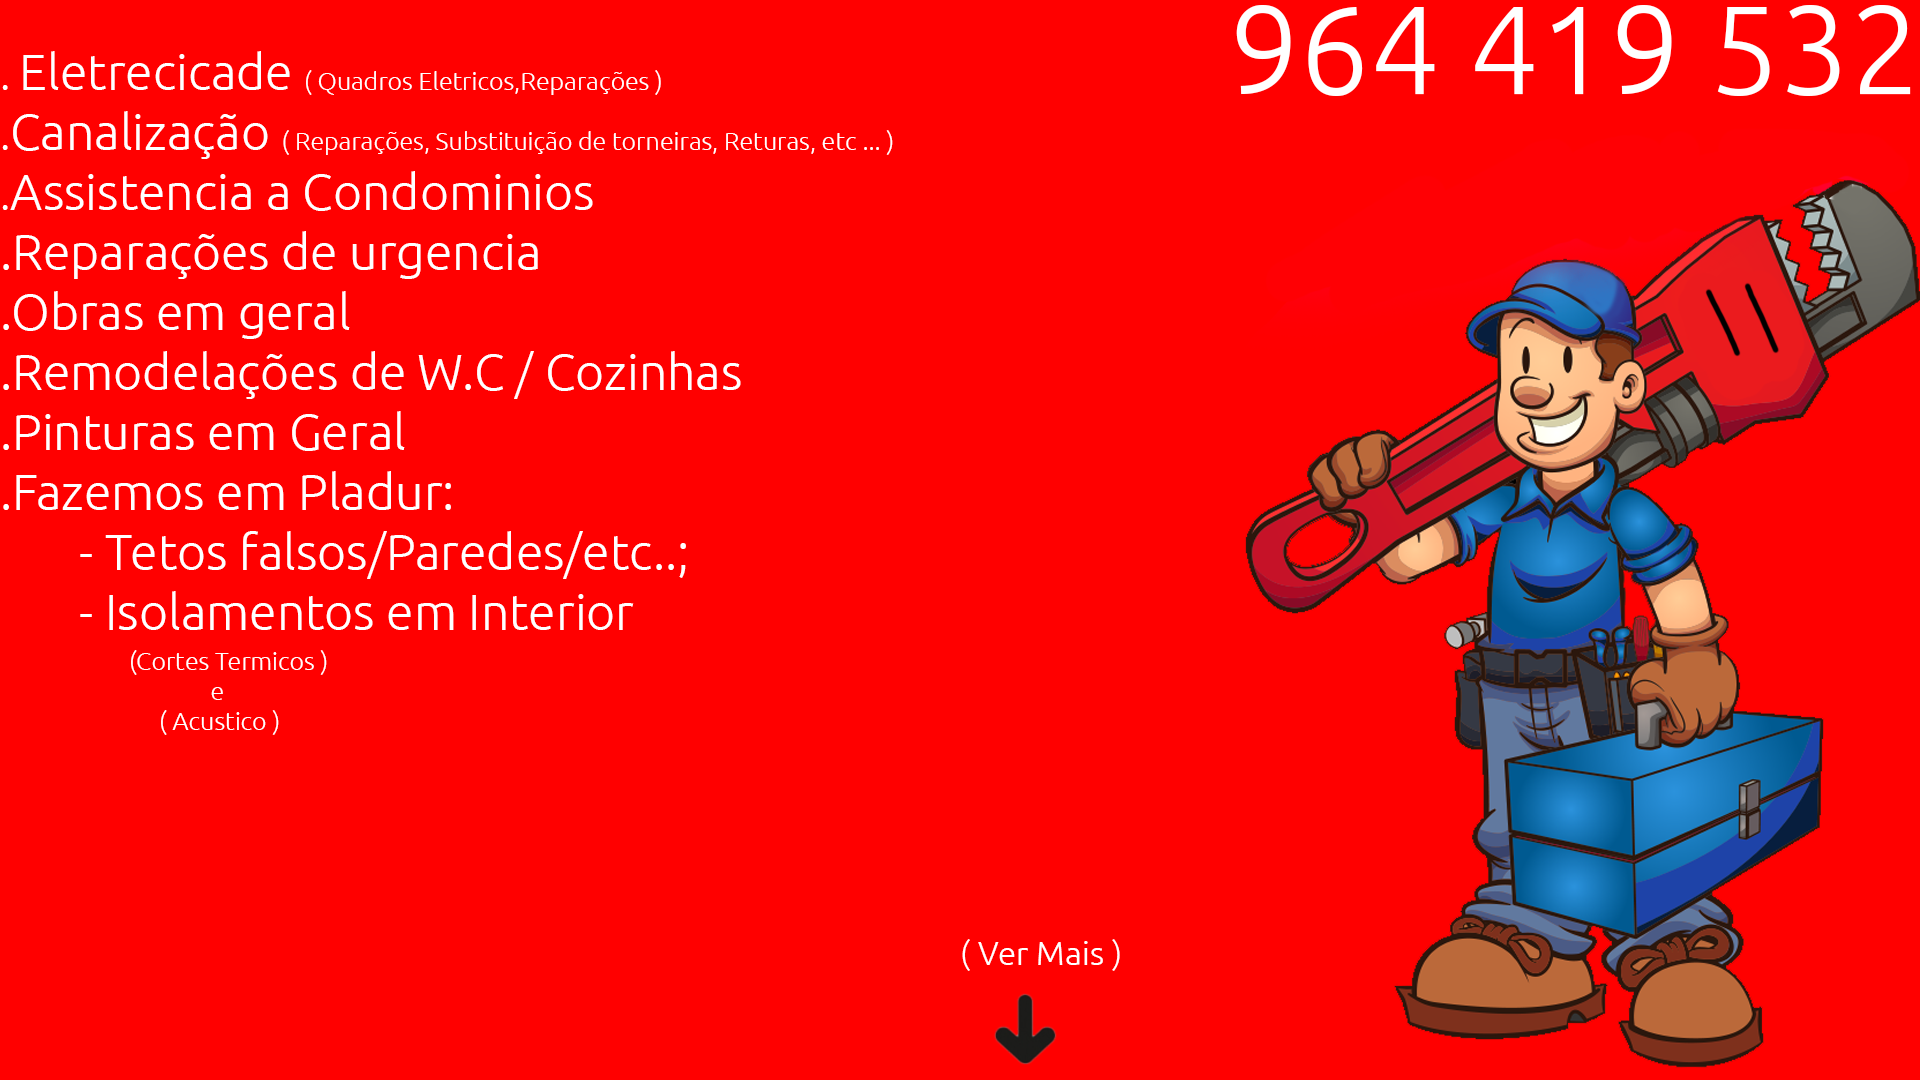 964 419 532
. Eletrecicade ( Quadros Eletricos,Reparações )
.Canalização ( Reparações, Substituição de torneiras, Returas, etc ... )
.Assistencia a Condominios
.Reparações de urgencia
.Obras em geral
.Remodelações de W.C / Cozinhas
.Pinturas em Geral
.Fazemos em Pladur:
- Tetos falsos/Paredes/etc..;
- Isolamentos em Interior
(Cortes Termicos )
e
( Acustico )
( Ver Mais )